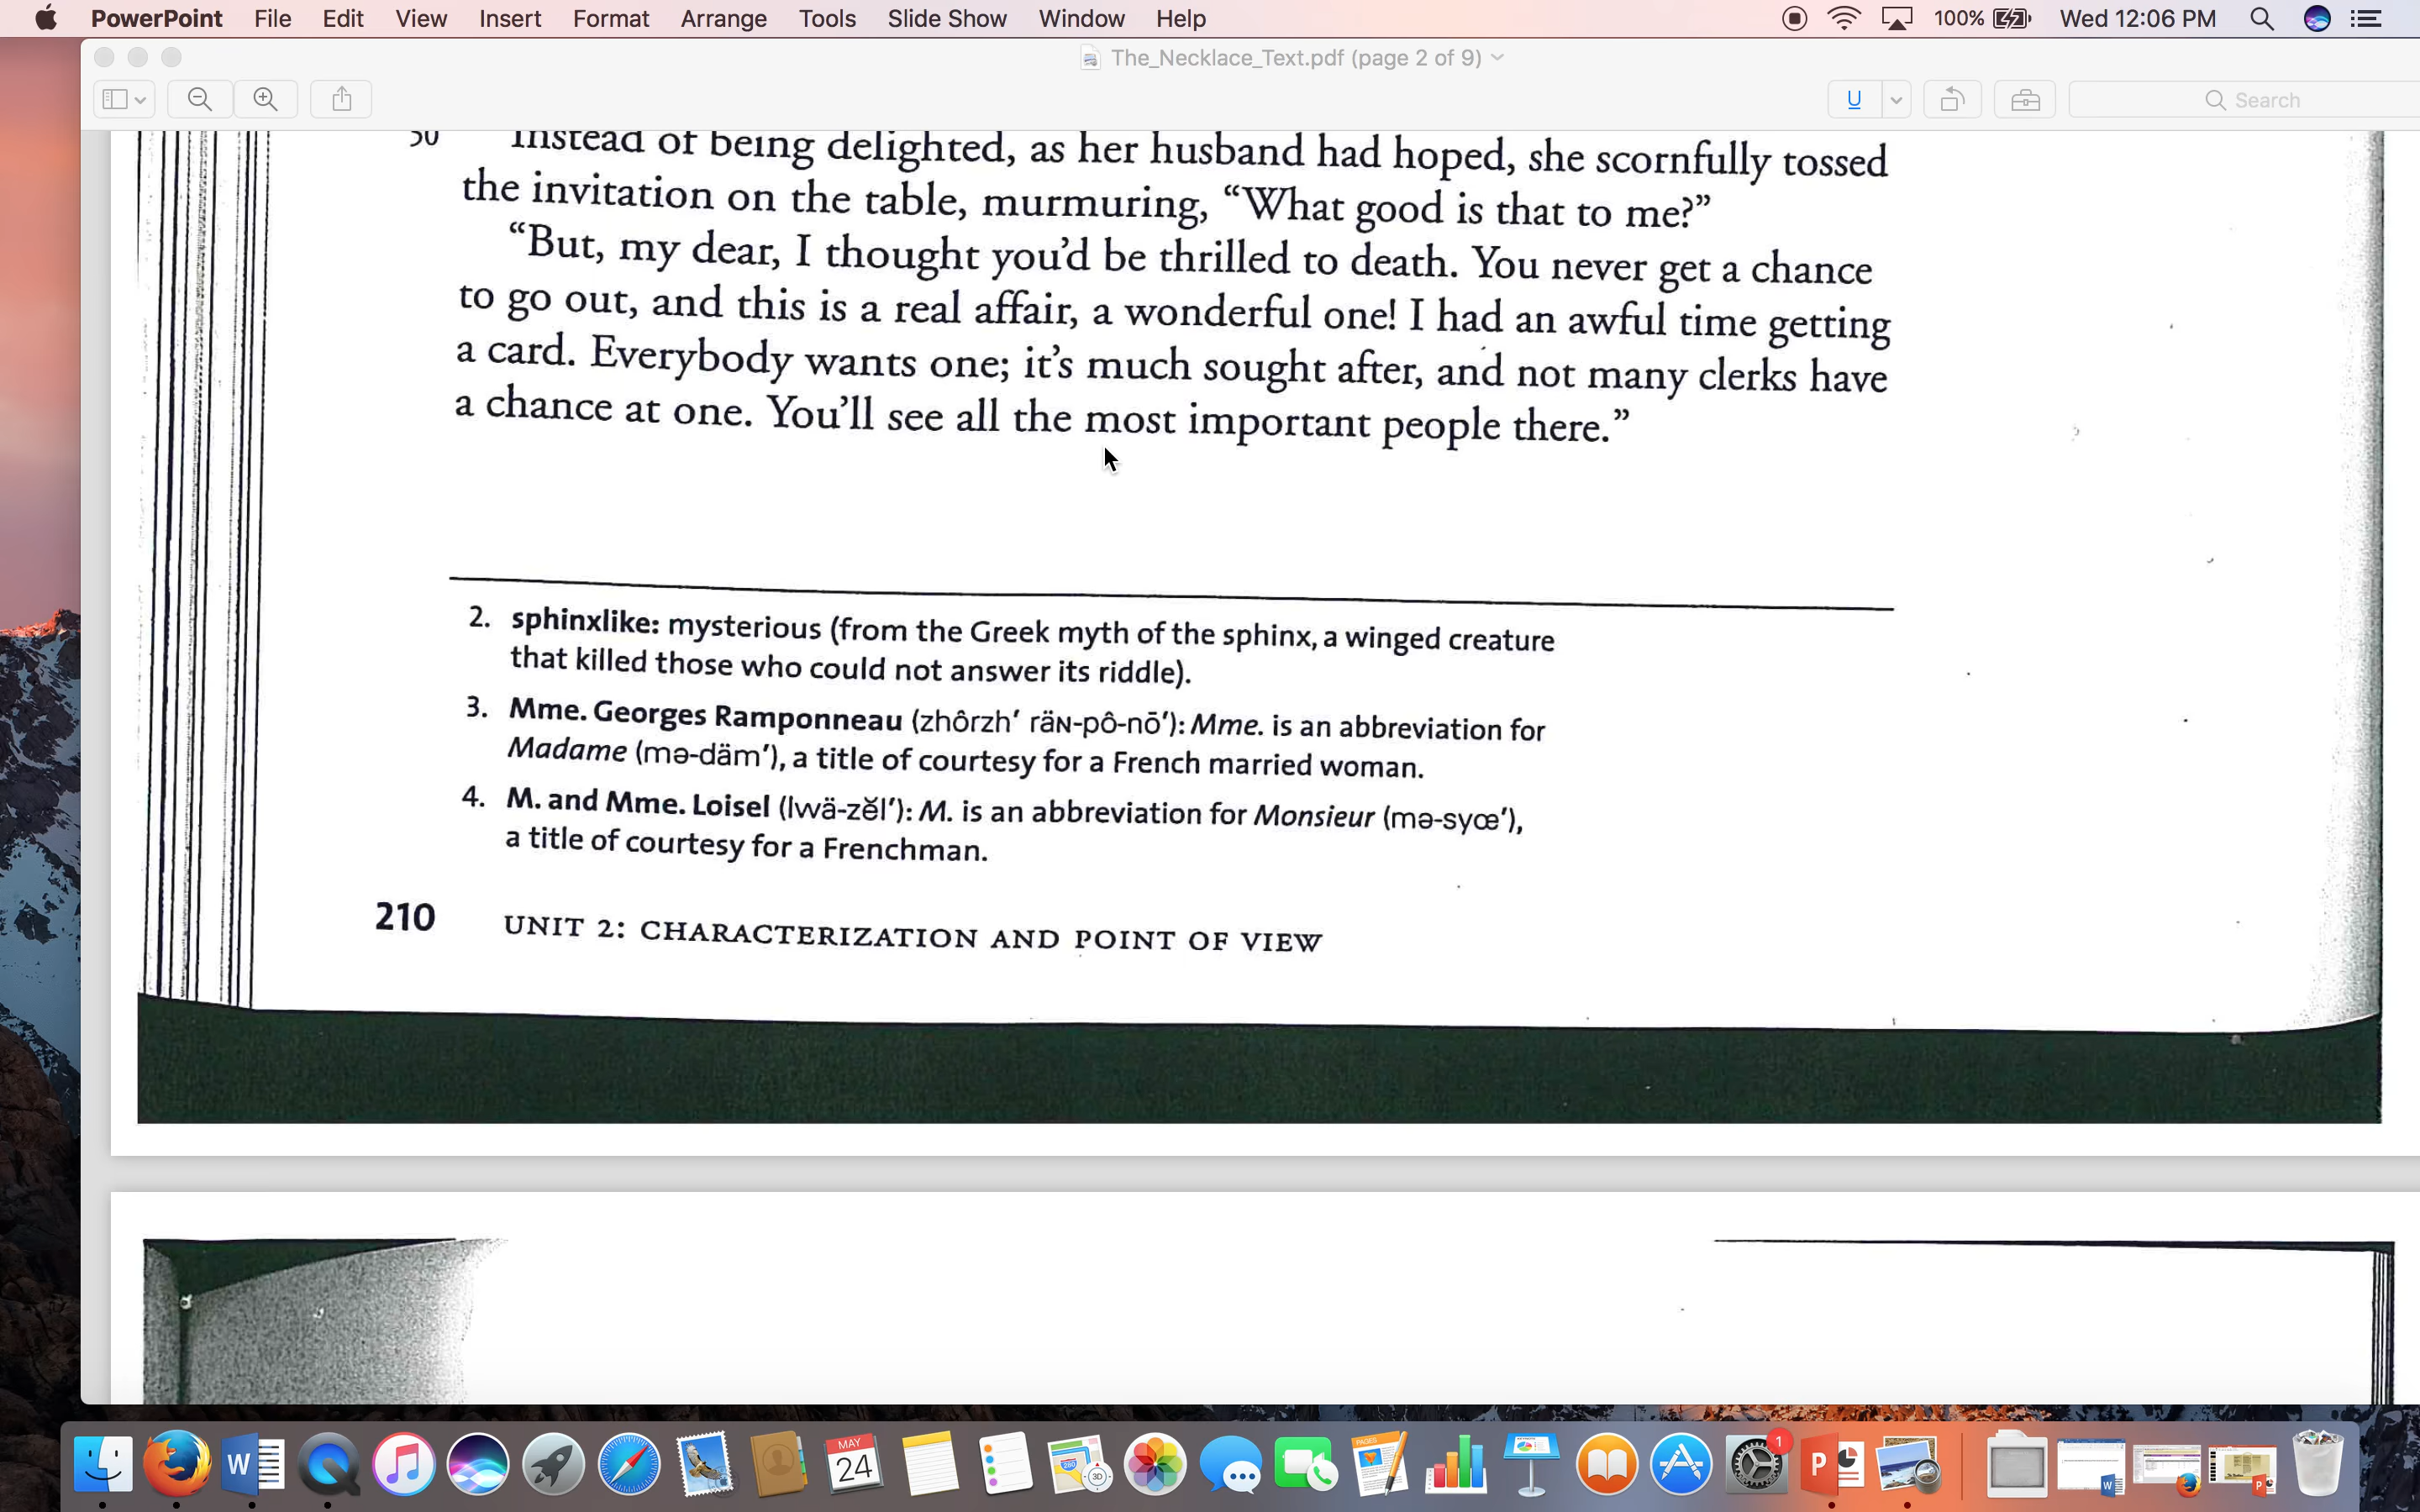 PowerPoint File Edit View Insert Format Arrange Tools Slide Show Window Help 100% Wed 12:06 PM
The_Necklace_Text.pdf (page 2 of 9)
U Search
50 Instead of being delighted, as her husband had hoped, she scornfully tossed
the invitation on the table, murmuring, “What good is that to me?”
“But, my dear, I thought you’d be thrilled to death. You never get a chance
to go out, and this is a real affair, a wonderful one! I had an awful time getting
a card. Everybody wants one; it’s much sought after, and not many clerks have
a chance at one. You’ll see all the most important people there.”
2. sphinxlike: mysterious (from the Greek myth of the sphinx, a winged creature
that killed those who could not answer its riddle).
3. Mme. Georges Ramponneau (zhôrzh′ räɴ-pô-nō′): Mme. is an abbreviation for
Madame (mə-däm′), a title of courtesy for a French married woman.
4. M. and Mme. Loisel (lwä-zĕl′): M. is an abbreviation for Monsieur (mə-syœ′),
a title of courtesy for a Frenchman.
210 UNIT 2: CHARACTERIZATION AND POINT OF VIEW
W MAY 24 280 3D PAGES 1 P W P